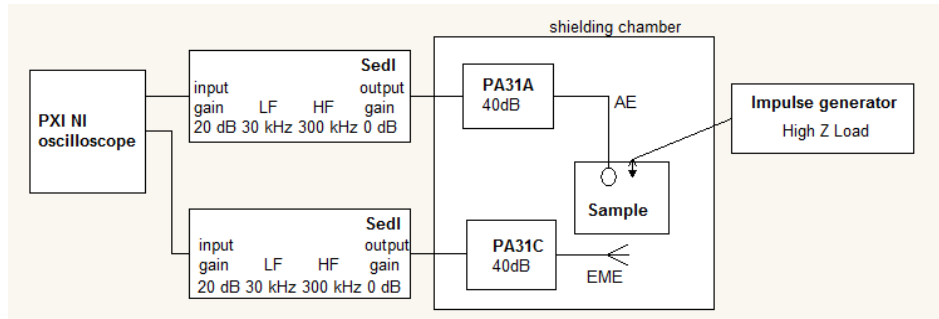 shielding chamber
SedI
input output
gain LF HF gain
20 dB 30 kHz 300 kHz 0 dB
PXI NI
oscilloscope
PA31A
40dB
AE
Impulse generator
High Z Load
Sample
SedI
input output
gain LF HF gain
20 dB 30 kHz 300 kHz 0 dB
PA31C
40dB
EME